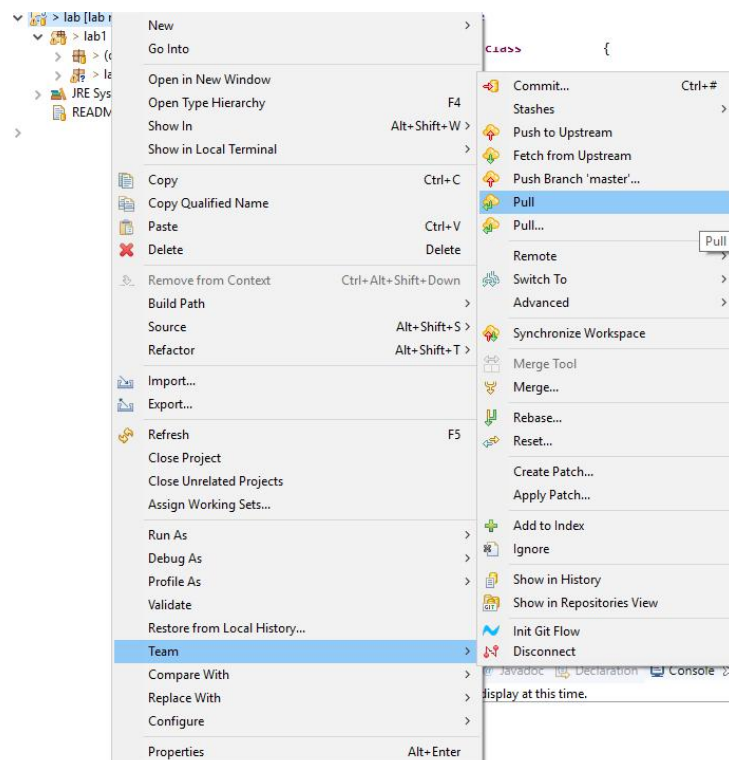 > lab [lab r
> lab1
> (c
> la
JRE Sys
READM
class {
New >
Go Into
Open in New Window
Open Type Hierarchy F4
Show In Alt+Shift+W >
Show in Local Terminal >
Copy Ctrl+C
Copy Qualified Name
Paste Ctrl+V
Delete Delete
Remove from Context Ctrl+Alt+Shift+Down
Build Path >
Source Alt+Shift+S >
Refactor Alt+Shift+T >
Import...
Export...
Refresh F5
Close Project
Close Unrelated Projects
Assign Working Sets...
Run As >
Debug As >
Profile As >
Validate
Restore from Local History...
Team >
Compare With >
Replace With >
Configure >
Properties Alt+Enter
Commit... Ctrl+#
Stashes >
Push to Upstream
Fetch from Upstream
Push Branch 'master'...
Pull
Pull...
Pull
Remote >
Switch To >
Advanced >
Synchronize Workspace
Merge Tool
Merge...
Rebase...
Reset...
Create Patch...
Apply Patch...
Add to Index
Ignore
Show in History
GIT
Show in Repositories View
Init Git Flow
Disconnect
@ Javadoc Declaration Console
display at this time.